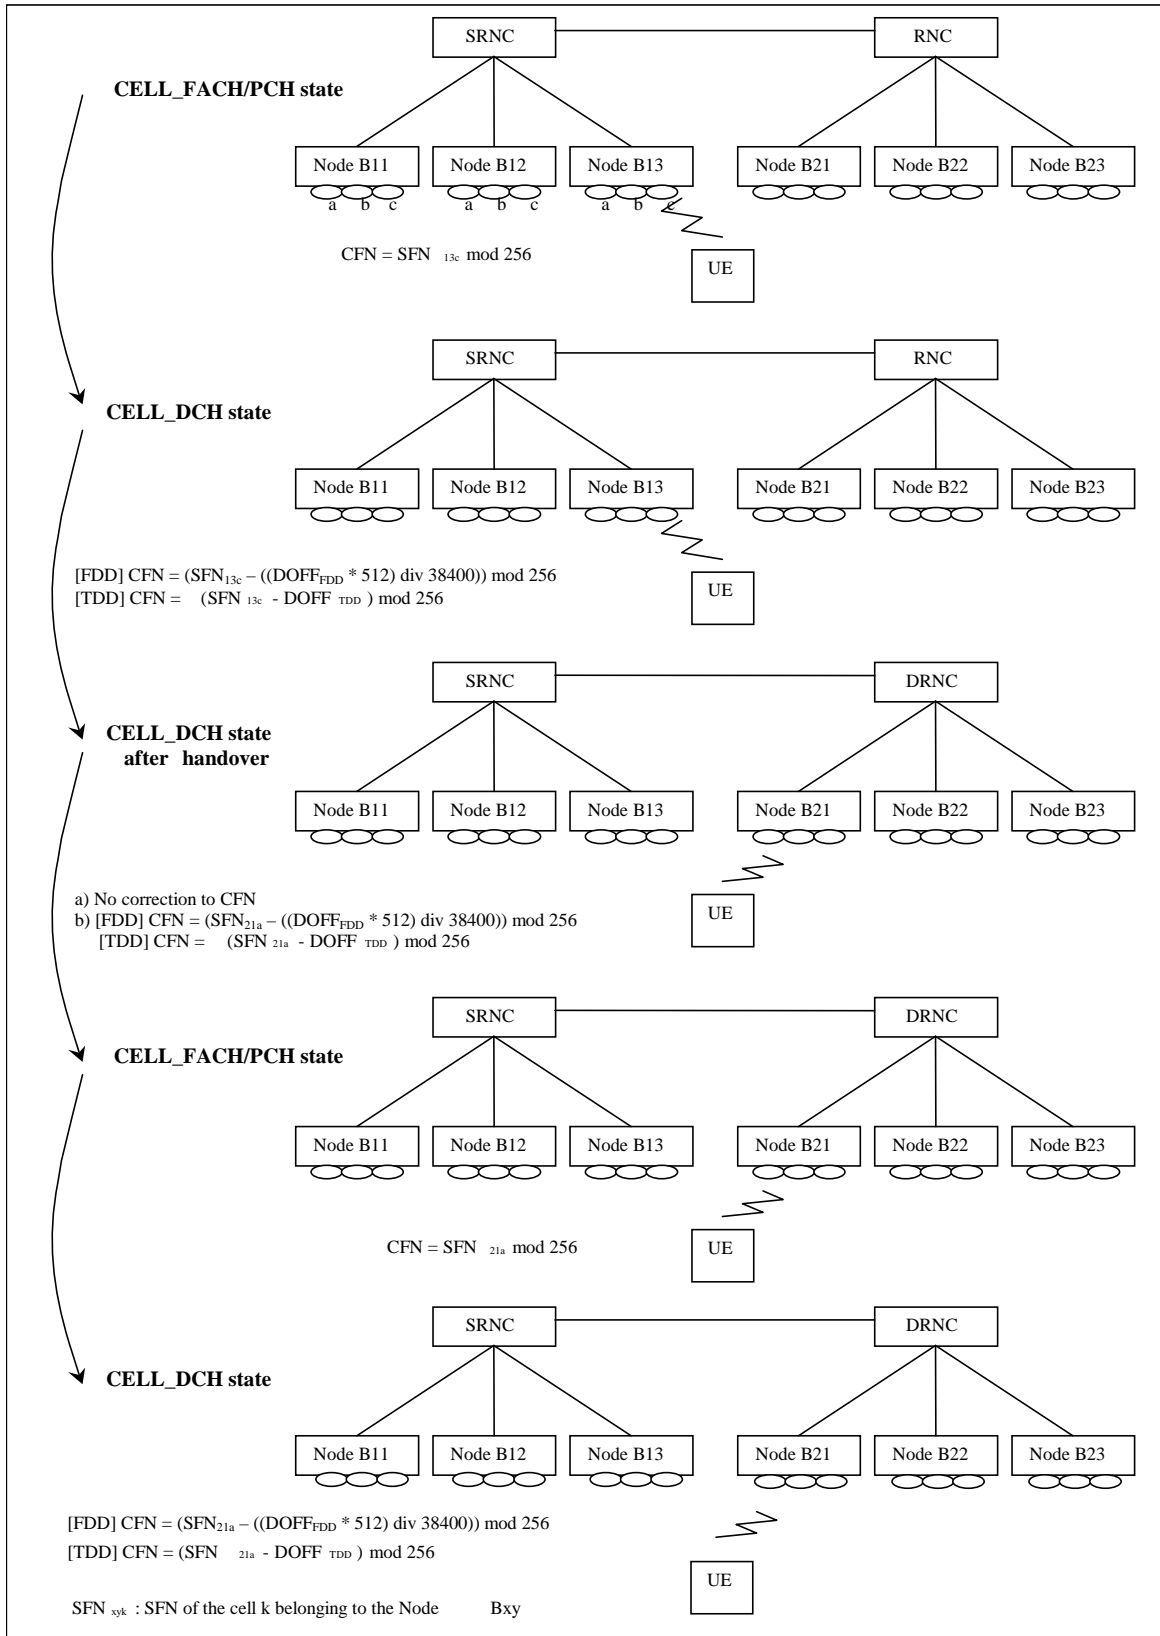 SRNC RNC
CELL_FACH/PCH state
Node B11 Node B12 Node B13 Node B21 Node B22 Node B23
a b c a b c a b c
CFN = SFN 13c mod 256
UE
SRNC RNC
CELL_DCH state
Node B11 Node B12 Node B13 Node B21 Node B22 Node B23
[FDD] CFN = (SFN13c – ((DOFFFDD * 512) div 38400)) mod 256
[TDD] CFN = (SFN 13c - DOFF TDD ) mod 256
UE
SRNC DRNC
CELL_DCH state
after handover
Node B11 Node B12 Node B13 Node B21 Node B22 Node B23
a) No correction to CFN
b) [FDD] CFN = (SFN21a – ((DOFFFDD * 512) div 38400)) mod 256
[TDD] CFN = (SFN 21a - DOFF TDD ) mod 256
UE
SRNC DRNC
CELL_FACH/PCH state
Node B11 Node B12 Node B13 Node B21 Node B22 Node B23
CFN = SFN 21a mod 256
UE
SRNC DRNC
CELL_DCH state
Node B11 Node B12 Node B13 Node B21 Node B22 Node B23
[FDD] CFN = (SFN21a – ((DOFFFDD * 512) div 38400)) mod 256
[TDD] CFN = (SFN 21a - DOFF TDD ) mod 256
UE
SFN xyk : SFN of the cell k belonging to the Node Bxy